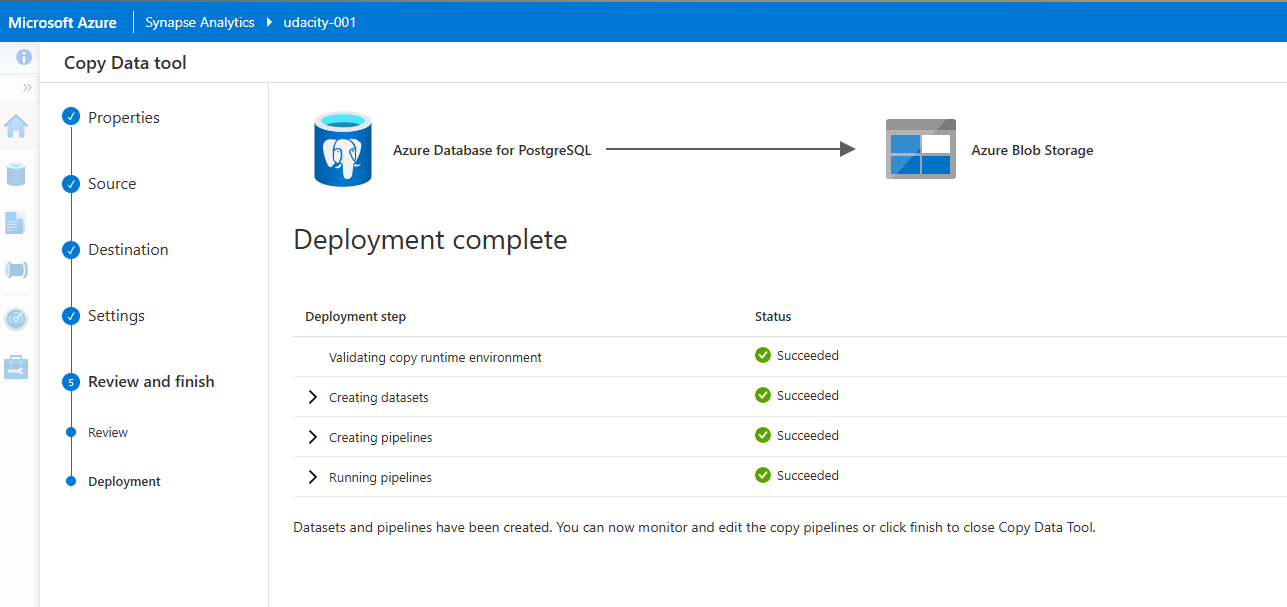 Microsoft Azure
Synapse Analytics
udacity-001
Copy Data tool
Properties
Source
Destination
Settings
5
Review and finish
Review
Deployment
Azure Database for PostgreSQL
Azure Blob Storage
Deployment complete
Deployment step Status
Validating copy runtime environment Succeeded
Creating datasets Succeeded
Creating pipelines Succeeded
Running pipelines Succeeded
Datasets and pipelines have been created. You can now monitor and edit the copy pipelines or click finish to close Copy Data Tool.